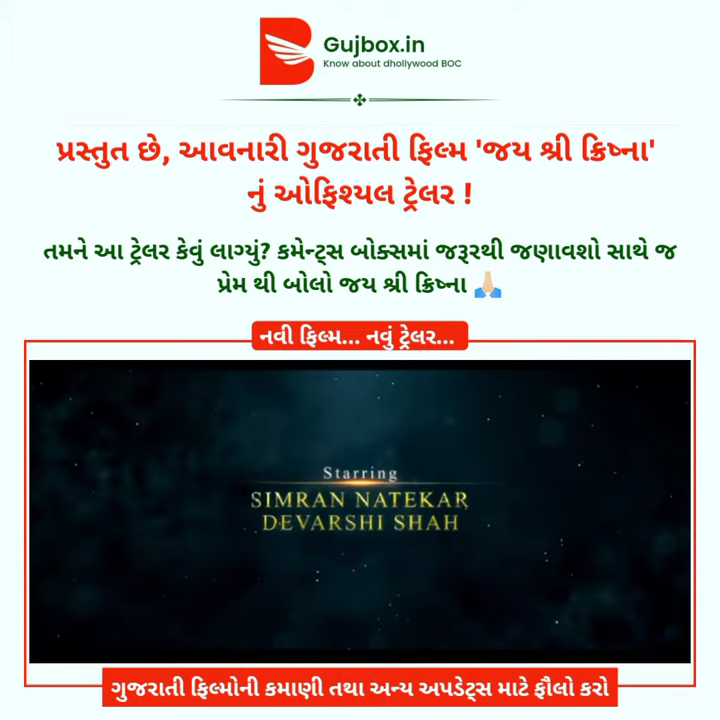 Gujbox.in
Know about dhollywood BOC
પ્રસ્તુત છે, આવનારી ગુજરાતી ફિલ્મ 'જય શ્રી ક્રિષ્ના'
નું ઓફિશ્યલ ટ્રેલર !
તમને આ ટ્રેલર કેવું લાગ્યું? કમેન્ટ્સ બોક્સમાં જરૂરથી જણાવશો સાથે જ
પ્રેમ થી બોલો જય શ્રી ક્રિષ્ના 🙏🏻
નવી ફિલ્મ... નવું ટ્રેલર...
Starring
SIMRAN NATEKAR
DEVARSHI SHAH
ગુજરાતી ફિલ્મોની કમાણી તથા અન્ય અપડેટ્સ માટે ફૌલો કરો